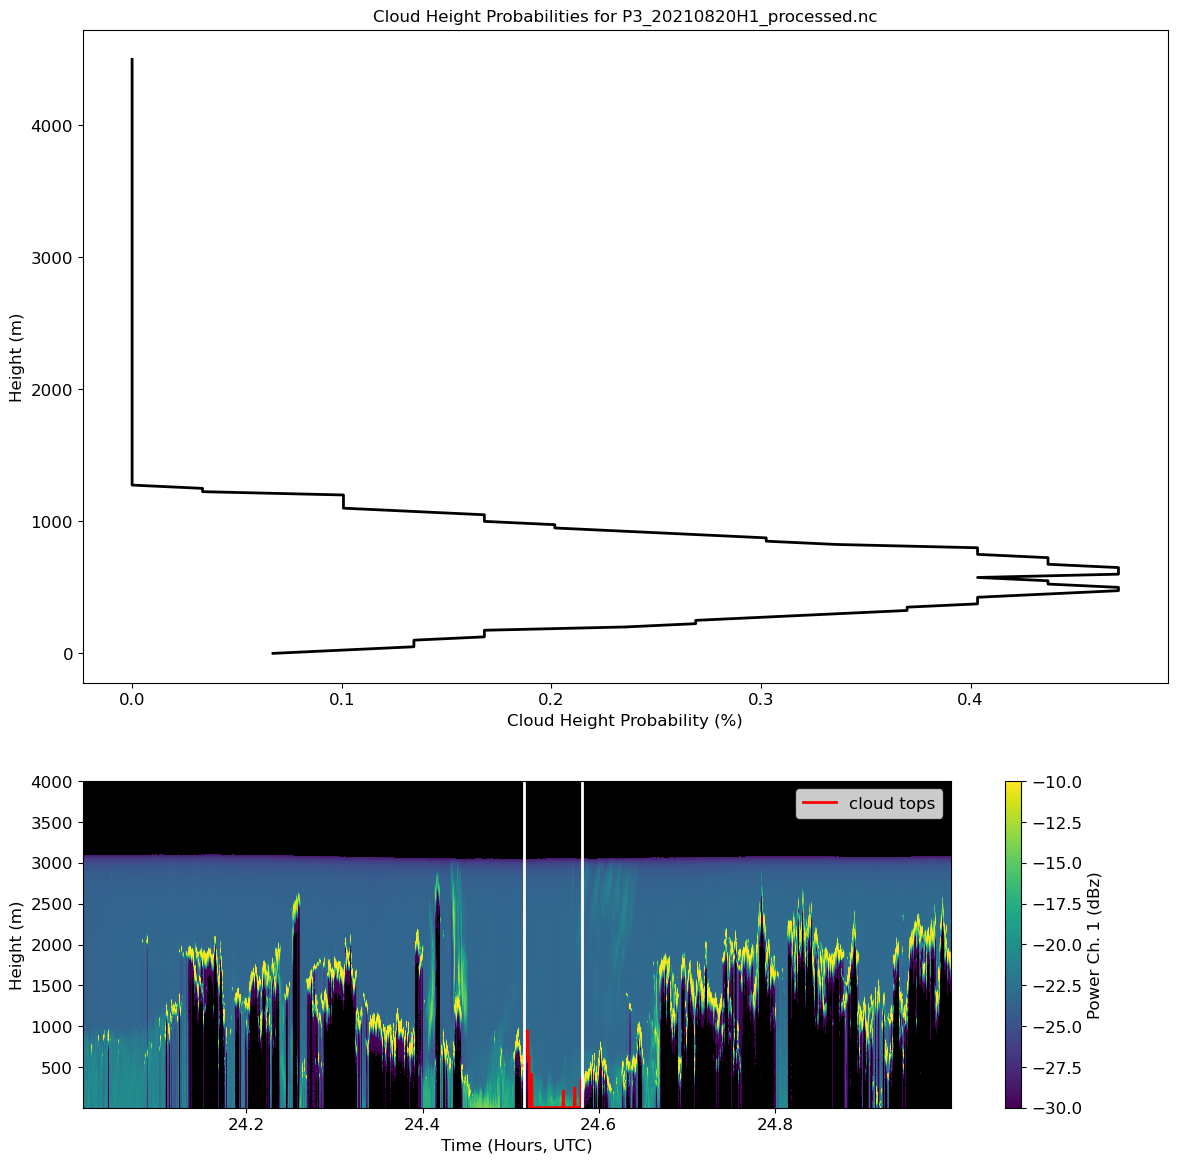 Cloud Height Probabilities for P3_20210820H1_processed.nc
Height (m)
4000
3000
2000
1000
0
0.0 0.1 0.2 0.3 0.4
Cloud Height Probability (%)
Height (m)
4000
3500
3000
2500
2000
1500
1000
500
cloud tops
24.2 24.4 24.6 24.8
Time (Hours, UTC)
−10.0
−12.5
−15.0
−17.5
−20.0
−22.5
−25.0
−27.5
−30.0
Power Ch. 1 (dBz)